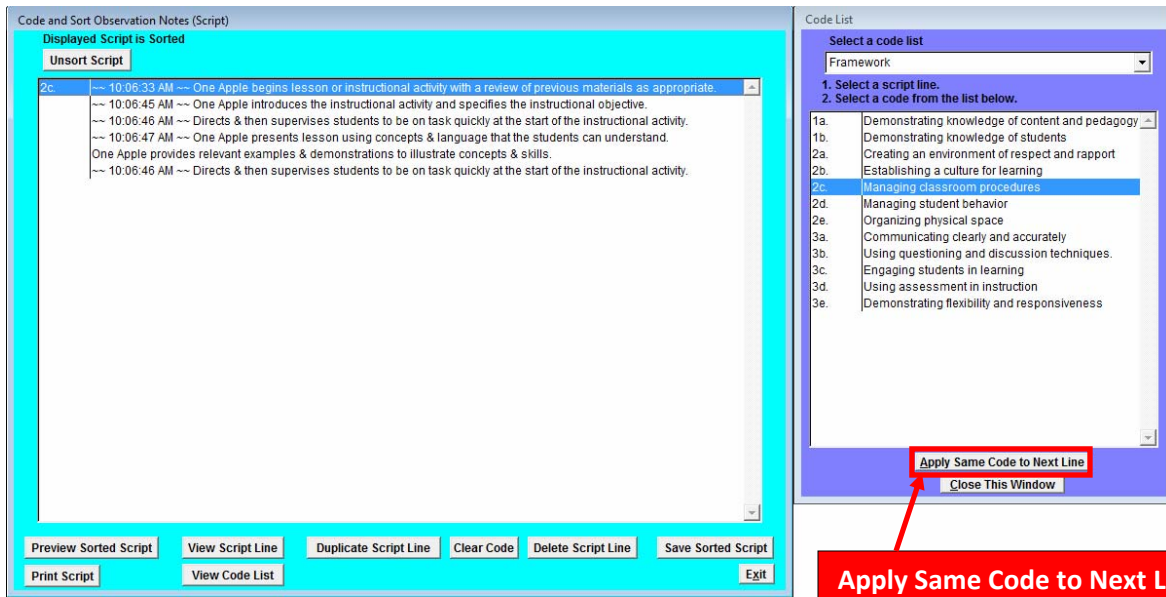 Code and Sort Observation Notes (Script)
Displayed Script is Sorted
Unsort Script
2c. ~~ 10:06:33 AM ~~ One Apple begins lesson or instructional activity with a review of previous materials as appropriate.
~~ 10:06:45 AM ~~ One Apple introduces the instructional activity and specifies the instructional objective.
~~ 10:06:46 AM ~~ Directs & then supervises students to be on task quickly at the start of the instructional activity.
~~ 10:06:47 AM ~~ One Apple presents lesson using concepts & language that the students can understand.
One Apple provides relevant examples & demonstrations to illustrate concepts & skills.
~~ 10:06:46 AM ~~ Directs & then supervises students to be on task quickly at the start of the instructional activity.
Preview Sorted Script View Script Line Duplicate Script Line Clear Code Delete Script Line Save Sorted Script
Print Script View Code List Exit
Code List
Select a code list
Framework
1. Select a script line.
2. Select a code from the list below.
1a. Demonstrating knowledge of content and pedagogy
1b. Demonstrating knowledge of students
2a. Creating an environment of respect and rapport
2b. Establishing a culture for learning
2c. Managing classroom procedures
2d. Managing student behavior
2e. Organizing physical space
3a. Communicating clearly and accurately
3b. Using questioning and discussion techniques.
3c. Engaging students in learning
3d. Using assessment in instruction
3e. Demonstrating flexibility and responsiveness
Apply Same Code to Next Line
Close This Window
Apply Same Code to Next L